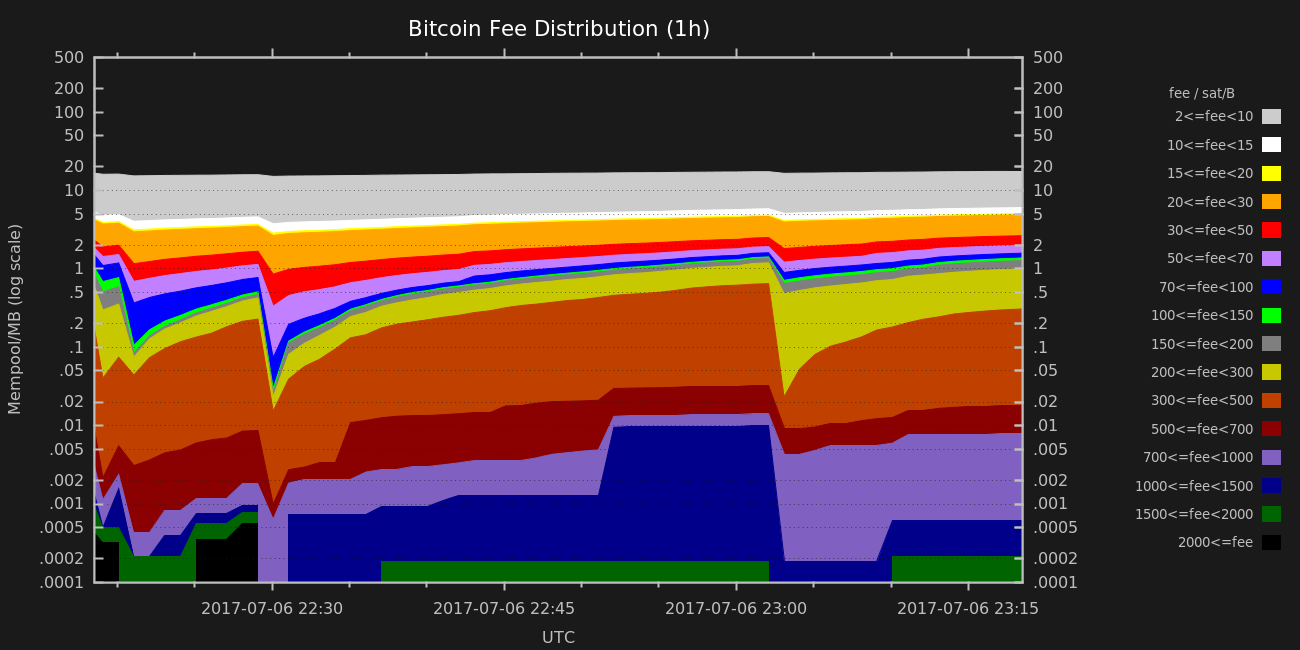 Bitcoin Fee Distribution (1h)
500
200
100
50
20
10
5
2
1
.5
.2
.1
.05
.02
.01
.005
.002
.001
.0005
.0002
.0001
Mempool/MB (log scale)
500
200
100
50
20
10
5
2
1
.5
.2
.1
.05
.02
.01
.005
.002
.001
.0005
.0002
.0001
fee / sat/B
2<=fee<10
10<=fee<15
15<=fee<20
20<=fee<30
30<=fee<50
50<=fee<70
70<=fee<100
100<=fee<150
150<=fee<200
200<=fee<300
300<=fee<500
500<=fee<700
700<=fee<1000
1000<=fee<1500
1500<=fee<2000
2000<=fee
2017-07-06 22:30 2017-07-06 22:45 2017-07-06 23:00 2017-07-06 23:15
UTC